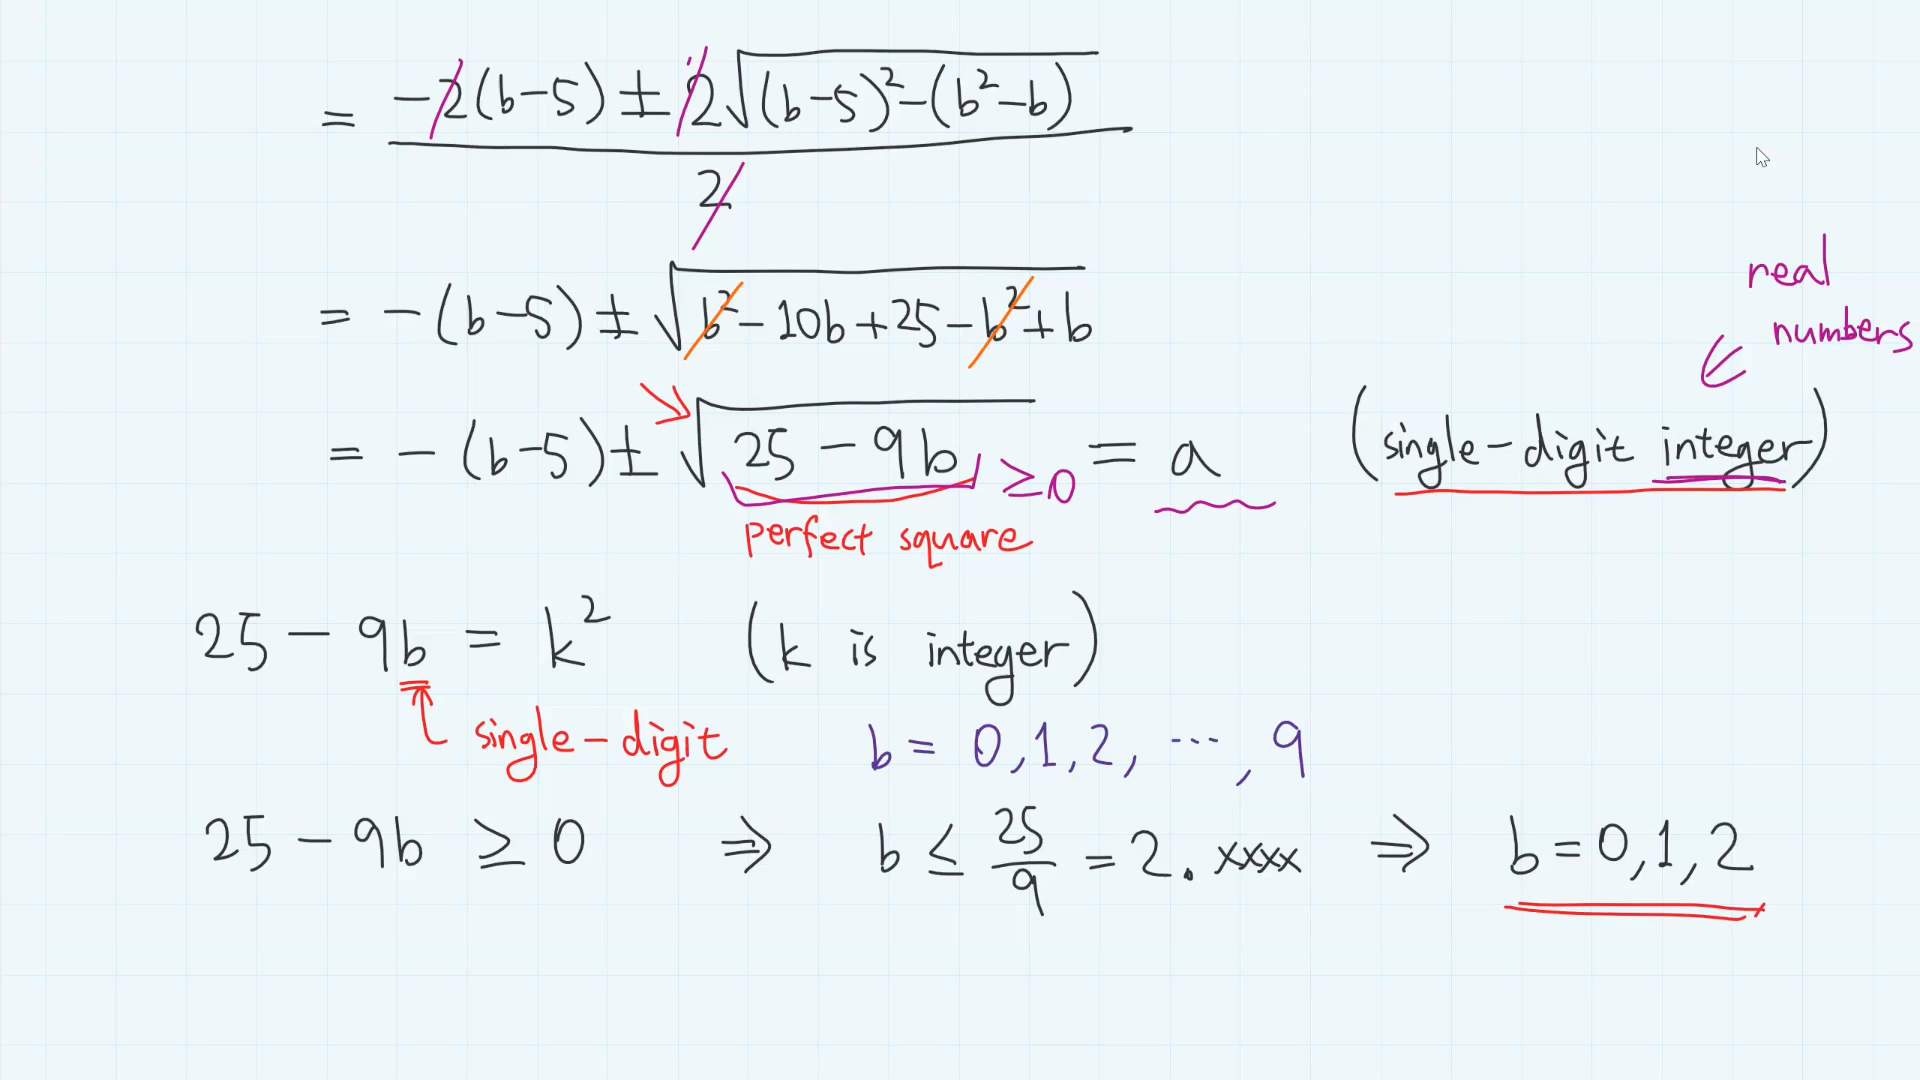 = (-2(b-5) ± 2√((b-5)² - (b² - b))) / 2
= -(b-5) ± √(b² - 10b + 25 - b² + b)
real
numbers
= -(b-5) ± √(25 - 9b) = a (single-digit integer)
≥0
perfect square
25 - 9b = k² (k is integer)
single-digit b = 0, 1, 2, ..., 9
25 - 9b ≥ 0 ⇒ b ≤ 25/9 = 2.xxxx ⇒ b = 0, 1, 2